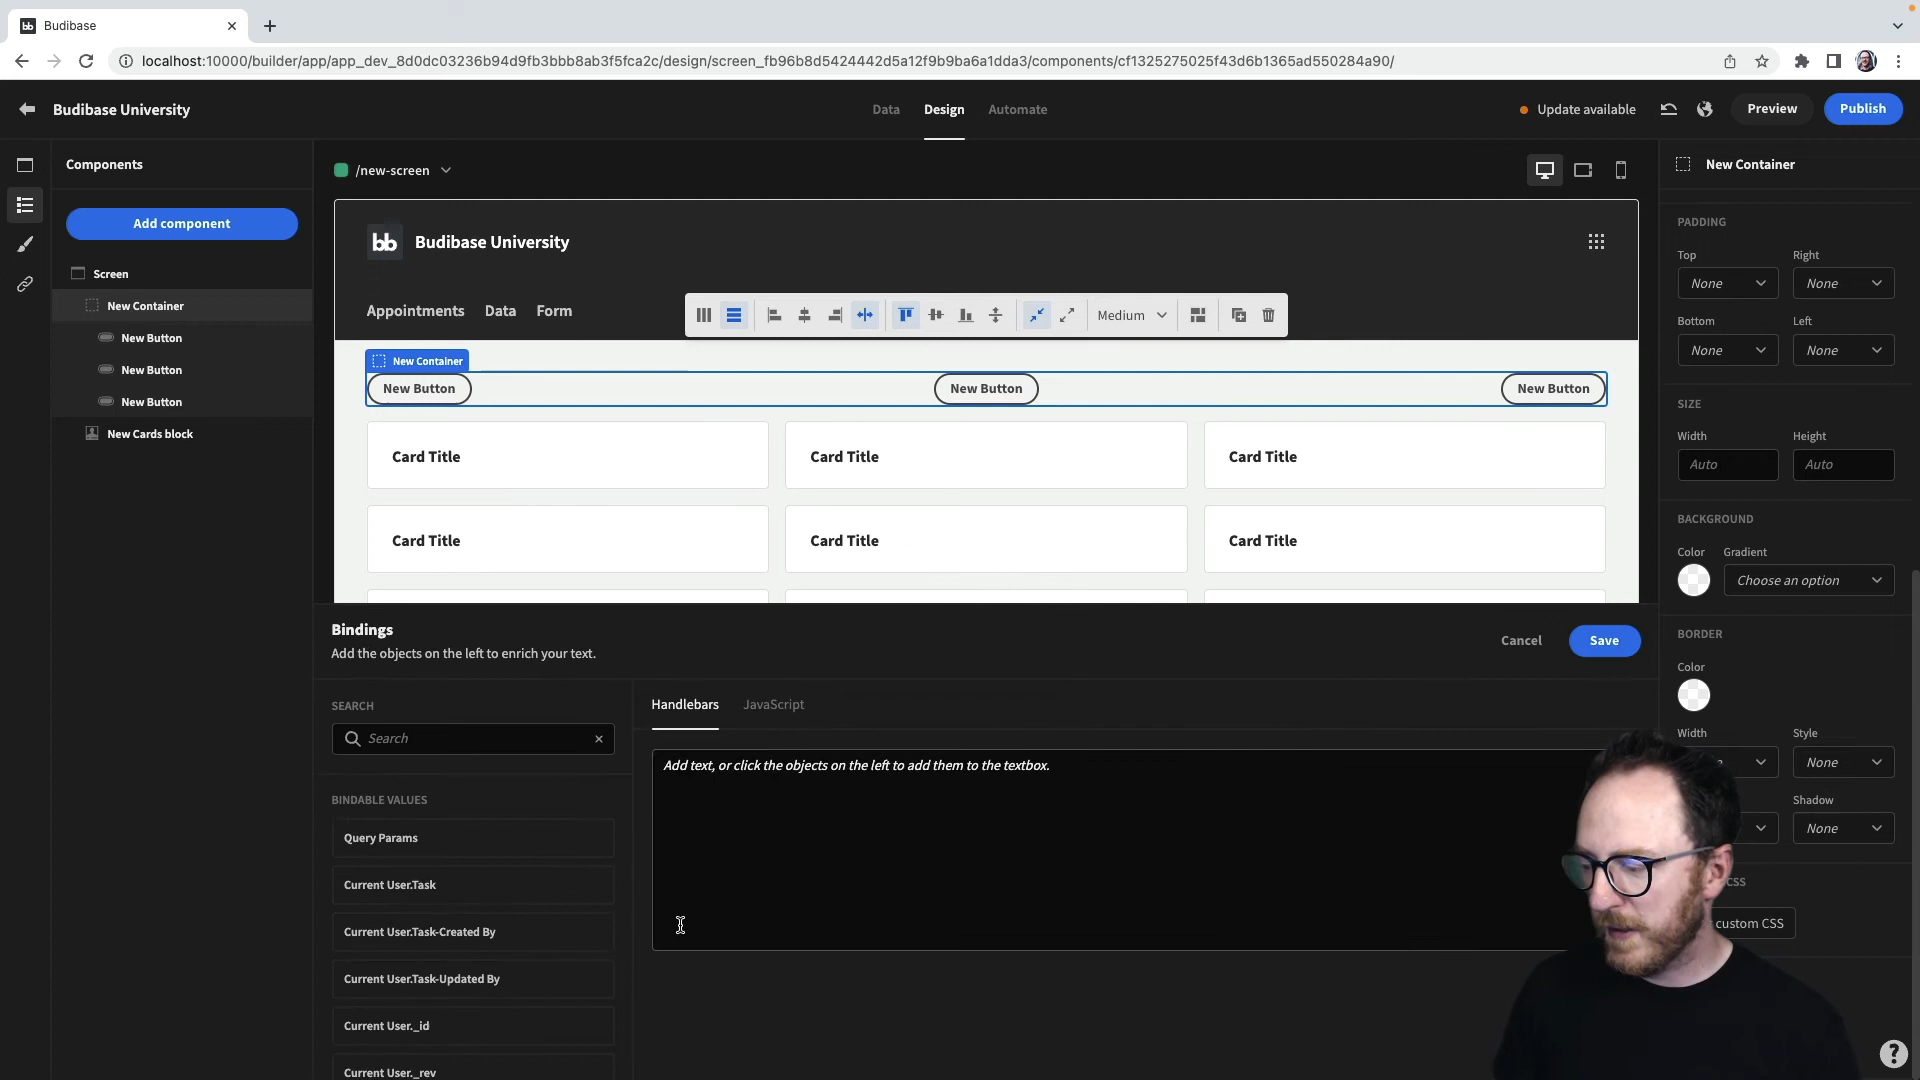 Budibase
localhost:10000/builder/app/app_dev_8d0dc03236b94d9fb3bbb8ab3f5fca2c/design/screen_fb96b8d5424442d5a12f9b9ba6a1dda3/components/cf1325275025f43d6b1365ad550284a90/
Budibase University
Data Design Automate
Update available
Preview
Publish
Components
Add component
Screen
New Container
New Button
New Button
New Button
New Cards block
/new-screen
bb Budibase University
Appointments Data Form
Medium
New Container
New Button New Button New Button
Card Title Card Title Card Title
Card Title Card Title Card Title
Bindings
Add the objects on the left to enrich your text.
Cancel Save
SEARCH
Search
BINDABLE VALUES
Query Params
Current User.Task
Current User.Task-Created By
Current User.Task-Updated By
Current User._id
Current User._rev
Handlebars JavaScript
Add text, or click the objects on the left to add them to the textbox.
New Container
PADDING
Top Right
None None
Bottom Left
None None
SIZE
Width Height
Auto Auto
BACKGROUND
Color Gradient
Choose an option
BORDER
Color
Width Style
None
Shadow
None
CSS
custom CSS
?